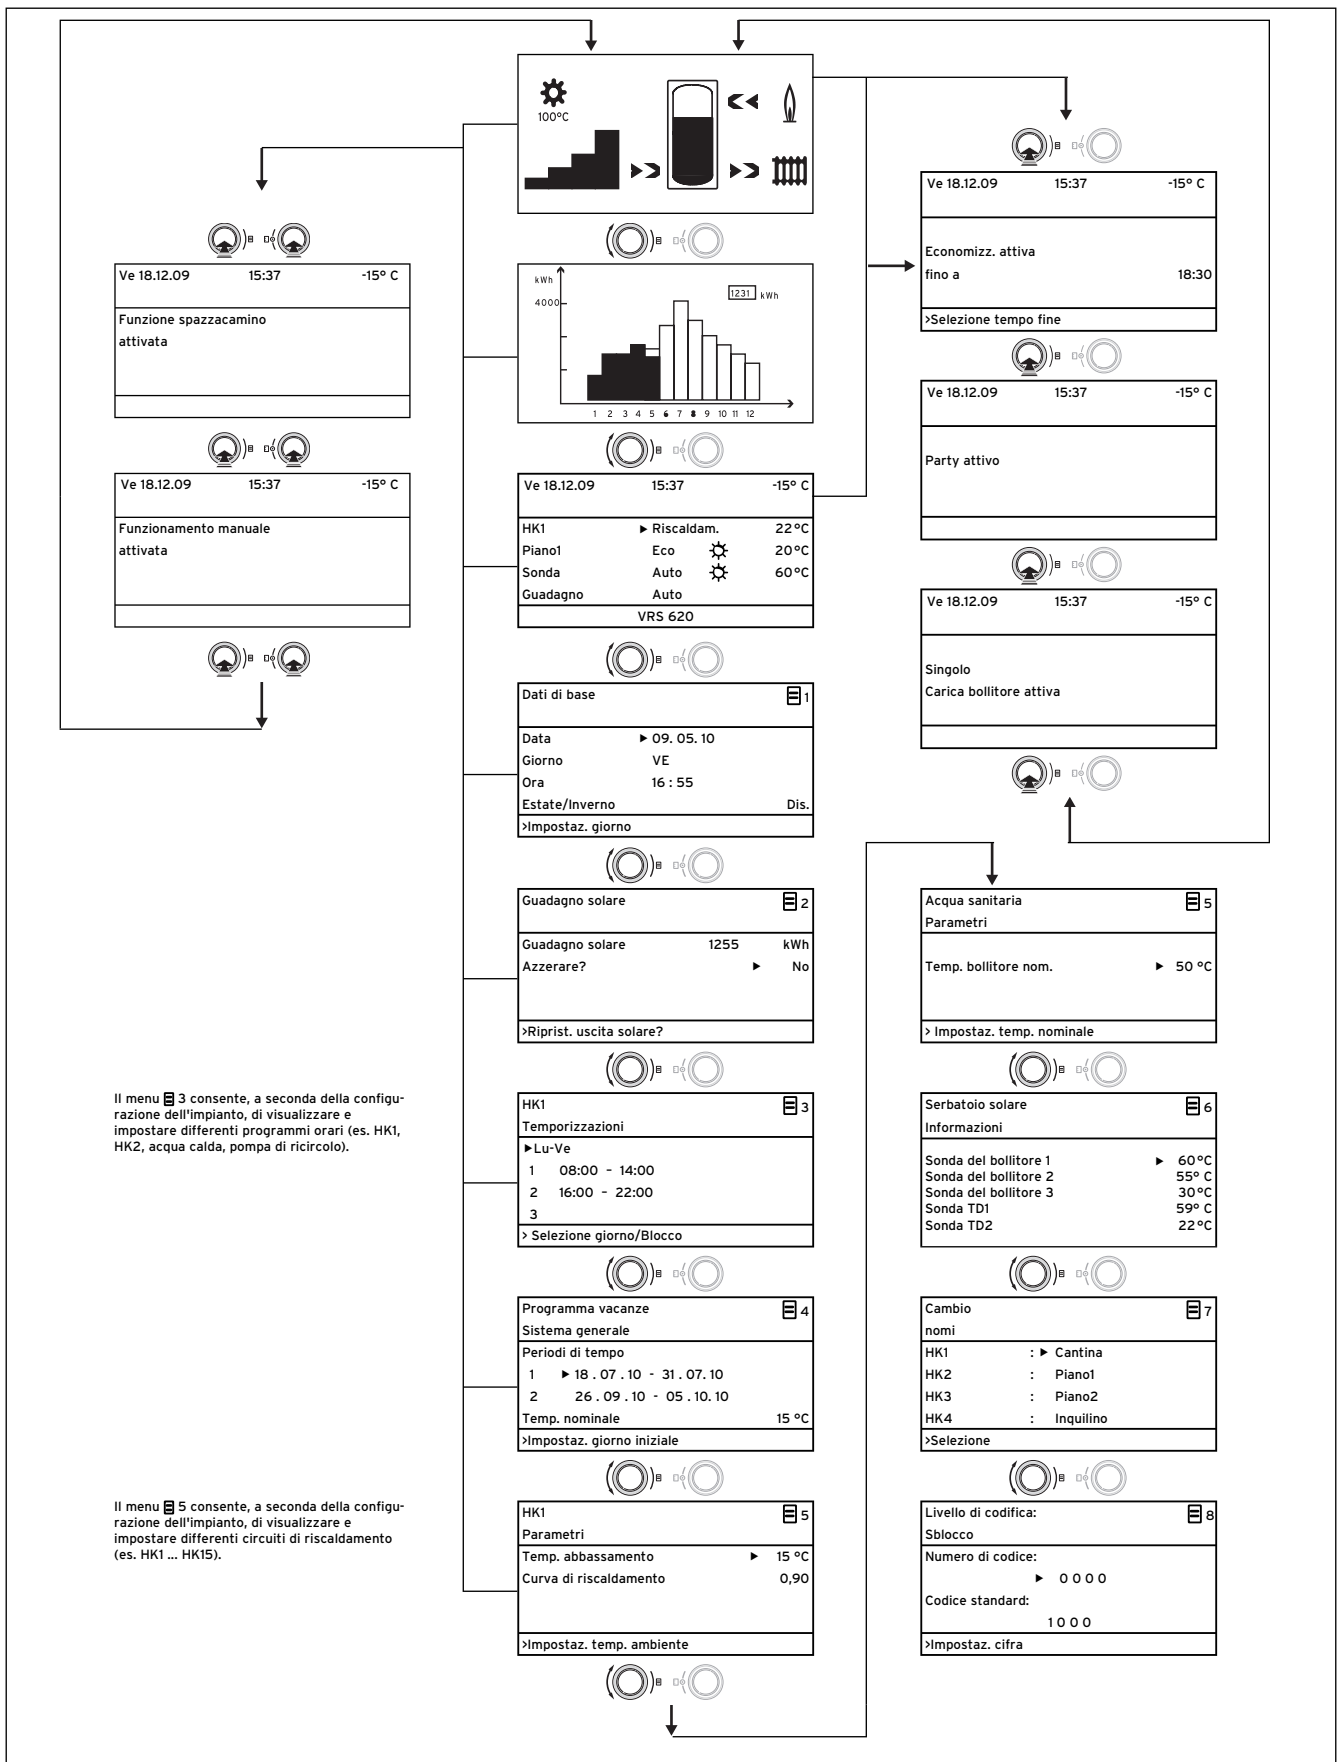 100°C
Ve 18.12.09 15:37 -15° C
Funzione spazzacamino
attivata
Ve 18.12.09 15:37 -15° C
Funzionamento manuale
attivata
Il menu 3 consente, a seconda della configu-
razione dell'impianto, di visualizzare e
impostare differenti programmi orari (es. HK1,
HK2, acqua calda, pompa di ricircolo).
Il menu 5 consente, a seconda della configu-
razione dell'impianto, di visualizzare e
impostare differenti circuiti di riscaldamento
(es. HK1 ... HK15).
kWh
4000
1231 kWh
1 2 3 4 5 6 7 8 9 10 11 12
Ve 18.12.09 15:37 -15° C
HK1 ► Riscaldam. 22°C
Piano1 Eco 20°C
Sonda Auto 60°C
Guadagno Auto
VRS 620
Dati di base 1
Data ► 09. 05. 10
Giorno VE
Ora 16 : 55
Estate/Inverno Dis.
>Impostaz. giorno
Guadagno solare 2
Guadagno solare 1255 kWh
Azzerare? ► No
>Riprist. uscita solare?
HK1 3
Temporizzazioni
►Lu-Ve
1 08:00 - 14:00
2 16:00 - 22:00
3
> Selezione giorno/Blocco
Programma vacanze 4
Sistema generale
Periodi di tempo
1 ► 18 . 07 . 10 - 31 . 07. 10
2 26 . 09 . 10 - 05 . 10. 10
Temp. nominale 15 °C
>Impostaz. giorno iniziale
HK1 5
Parametri
Temp. abbassamento ► 15 °C
Curva di riscaldamento 0,90
>Impostaz. temp. ambiente
Ve 18.12.09 15:37 -15° C
Economizz. attiva
fino a 18:30
>Selezione tempo fine
Ve 18.12.09 15:37 -15° C
Party attivo
Ve 18.12.09 15:37 -15° C
Singolo
Carica bollitore attiva
Acqua sanitaria 5
Parametri
Temp. bollitore nom. ► 50 °C
> Impostaz. temp. nominale
Serbatoio solare 6
Informazioni
Sonda del bollitore 1 ► 60°C
Sonda del bollitore 2 55° C
Sonda del bollitore 3 30°C
Sonda TD1 59° C
Sonda TD2 22°C
Cambio 7
nomi
HK1 : ► Cantina
HK2 : Piano1
HK3 : Piano2
HK4 : Inquilino
>Selezione
Livello di codifica: 8
Sblocco
Numero di codice:
► 0 0 0 0
Codice standard:
1 0 0 0
>Impostaz. cifra